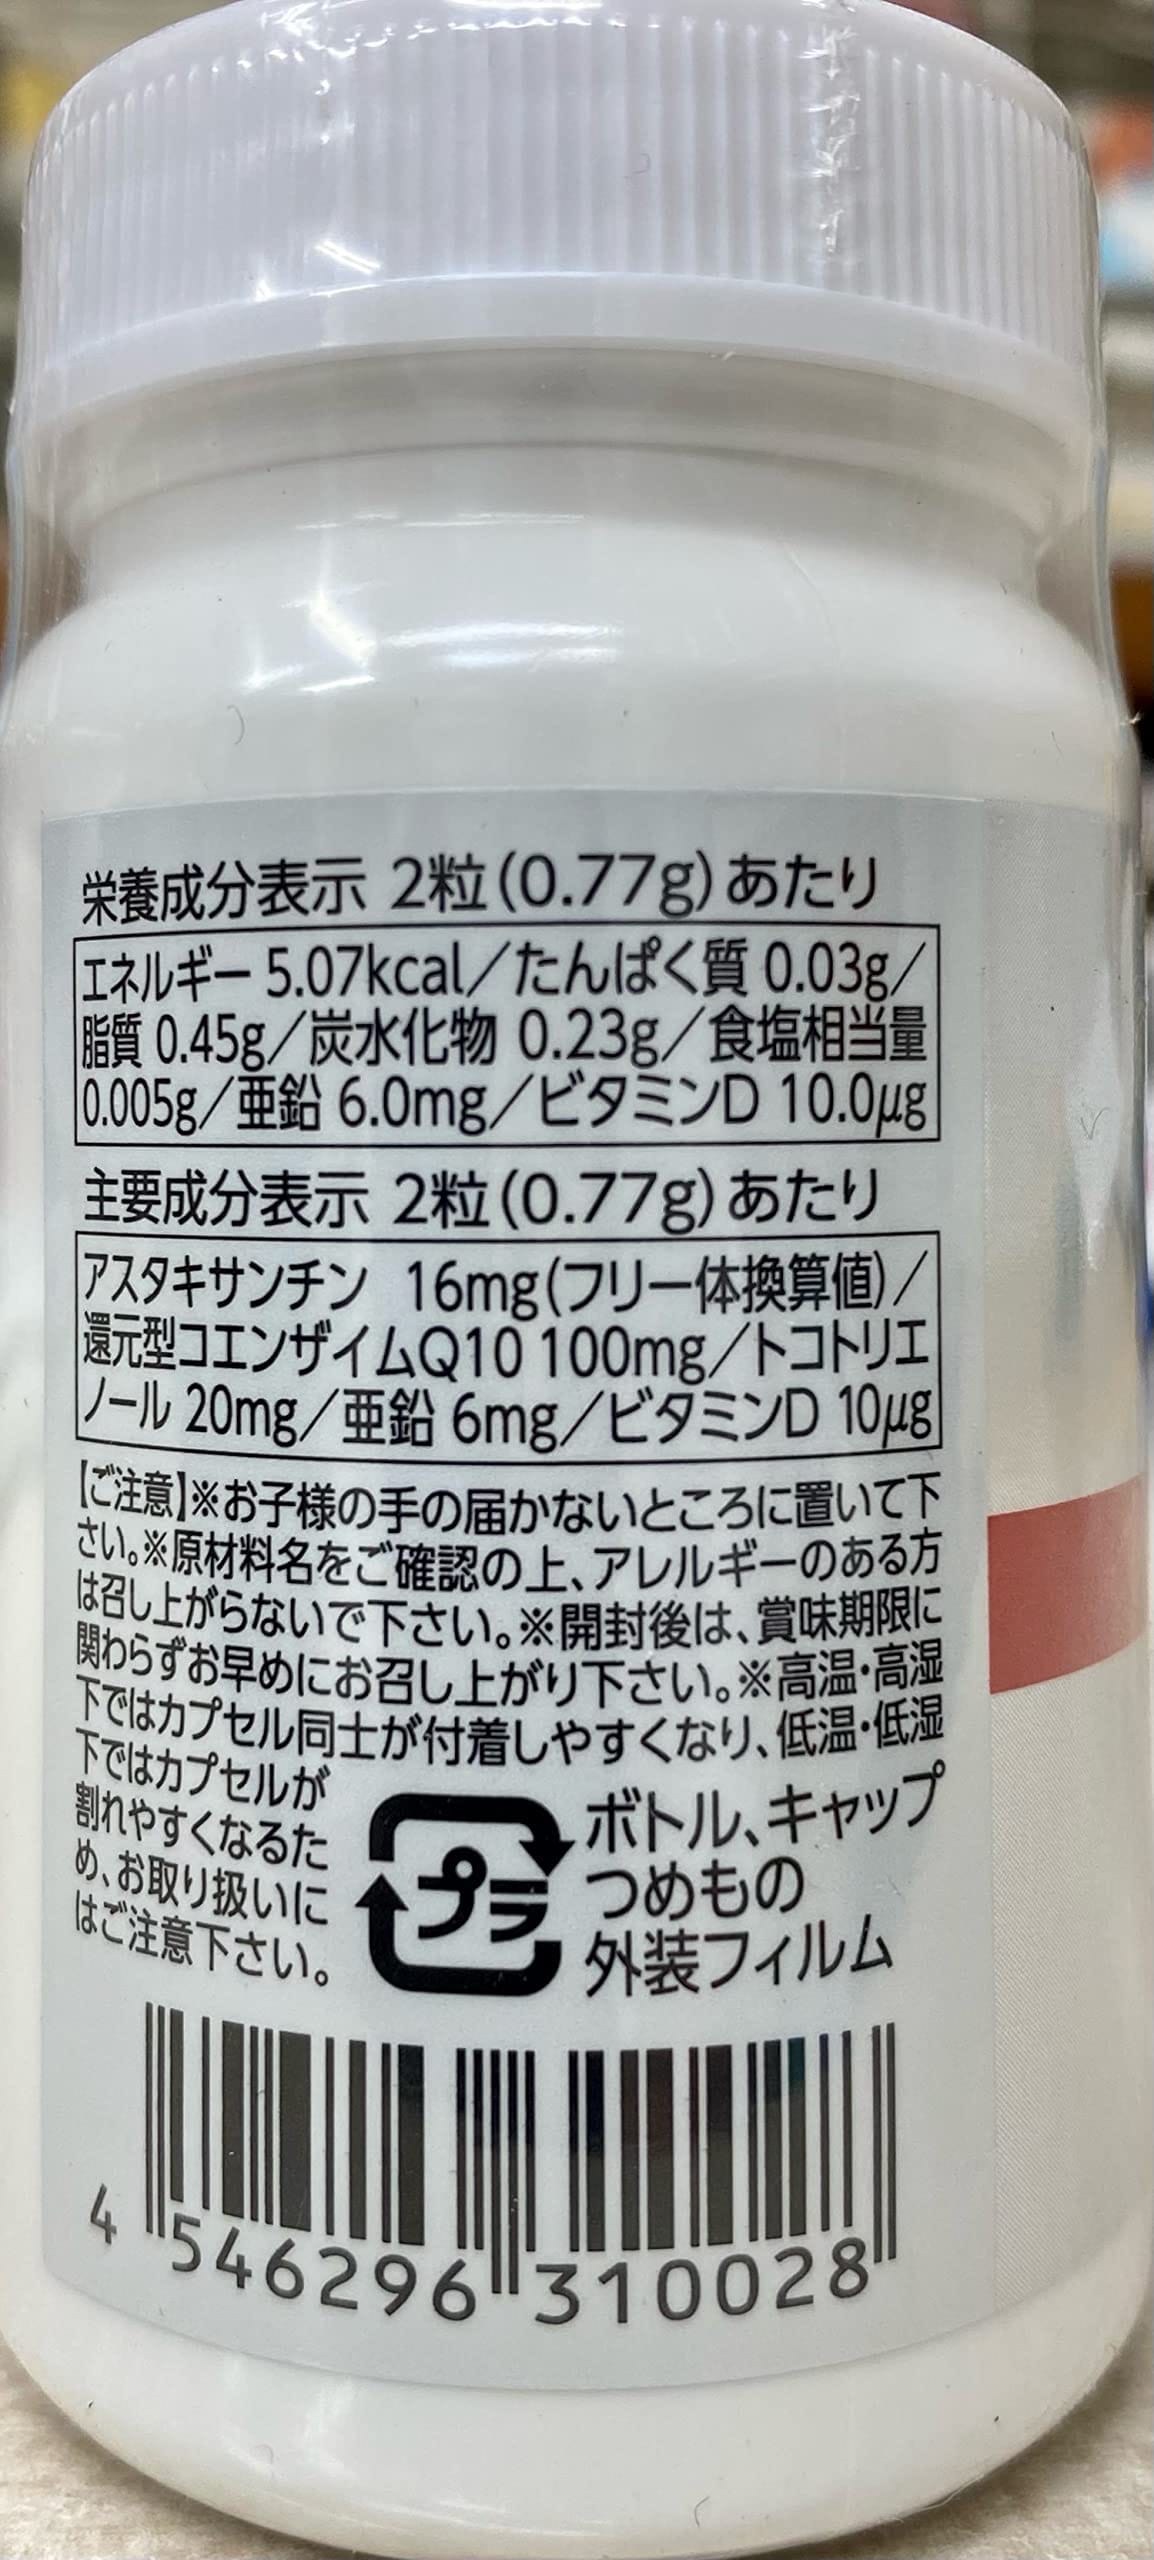 栄養成分表示 2粒(0.77g)あたり
エネルギー 5.07kcal/たんぱく質 0.03g/
脂質 0.45g/炭水化物 0.23g/食塩相当量
0.005g/亜鉛 6.0mg/ビタミンD 10.0μg
主要成分表示 2粒(0.77g)あたり
アスタキサンチン 16mg(フリー体換算値)/
還元型コエンザイムQ10 100mg/トコトリエ
ノール 20mg/亜鉛 6mg/ビタミンD 10μg
【ご注意】※お子様の手の届かないところに置いて下
さい。※原材料名をご確認の上、アレルギーのある方
は召し上がらないで下さい。※開封後は、賞味期限に
関わらずお早めにお召し上がり下さい。※高温・高湿
下ではカプセル同士が付着しやすくなり、低温・低湿
下ではカプセルが
割れやすくなるた
め、お取り扱いに
はご注意下さい。
プラ
ボトル、キャップ
つめもの
外装フィルム
4 546296 310028